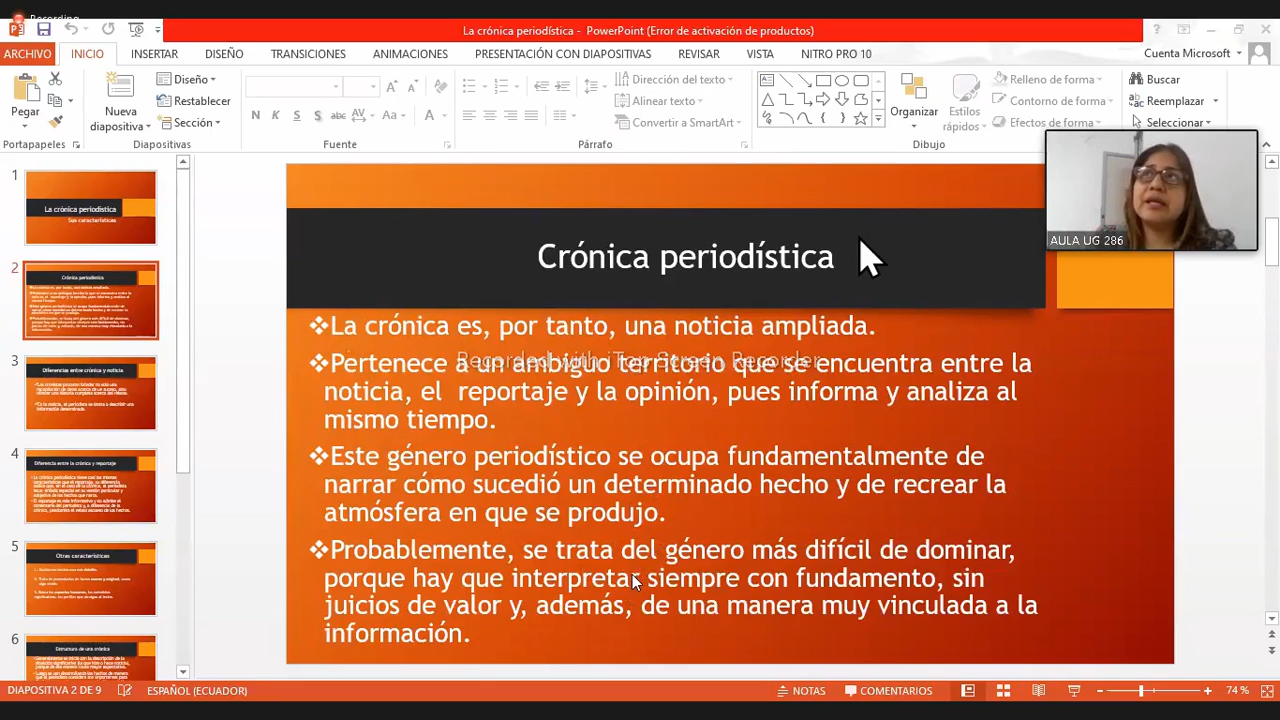 Recording
La crónica periodística - PowerPoint (Error de activación de productos)
ARCHIVO INICIO INSERTAR DISEÑO TRANSICIONES ANIMACIONES PRESENTACIÓN CON DIAPOSITIVAS REVISAR VISTA NITRO PRO 10 Cuenta Microsoft
Pegar
Nueva diapositiva
Diseño
Restablecer
Sección
Dirección del texto
Alinear texto
Convertir a SmartArt
Organizar
Estilos rápidos
Relleno de forma
Contorno de forma
Efectos de forma
Buscar
Reemplazar
Seleccionar
Portapapeles Diapositivas Fuente Párrafo Dibujo
AULA UG 286
1
La crónica periodística
Sus características
2
Crónica periodística
3
Diferencias entre crónica y noticia
4
Diferencia entre la crónica y reportaje
5
Otras características
6
Estructura de una crónica
Crónica periodística
❖La crónica es, por tanto, una noticia ampliada.
Recorded with iTop Screen Recorder
❖Pertenece a un ambiguo territorio que se encuentra entre la
noticia, el reportaje y la opinión, pues informa y analiza al
mismo tiempo.
❖Este género periodístico se ocupa fundamentalmente de
narrar cómo sucedió un determinado hecho y de recrear la
atmósfera en que se produjo.
❖Probablemente, se trata del género más difícil de dominar,
porque hay que interpretar siempre con fundamento, sin
juicios de valor y, además, de una manera muy vinculada a la
información.
DIAPOSITIVA 2 DE 9 ESPAÑOL (ECUADOR) NOTAS COMENTARIOS 74 %